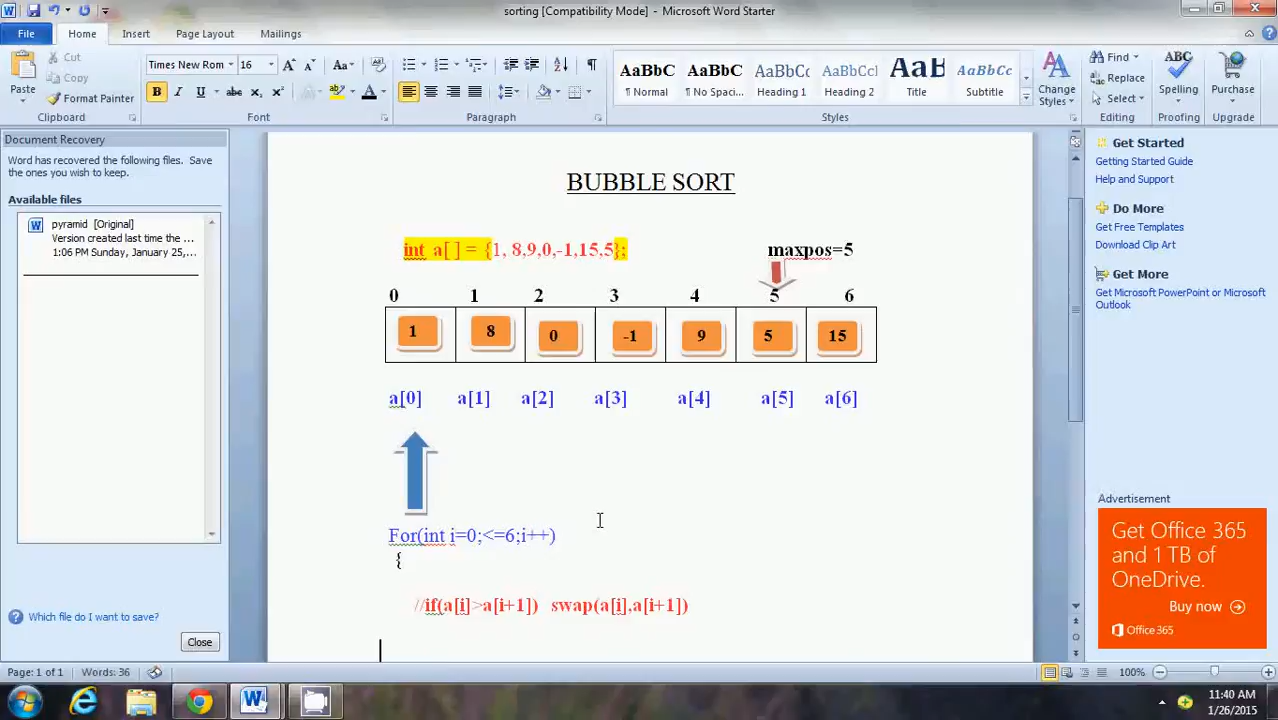 sorting [Compatibility Mode] - Microsoft Word Starter
File Home Insert Page Layout Mailings
Paste
Cut
Copy
Format Painter
Clipboard
Times New Rom 16
B I U abc x₂ x²
Font
Paragraph
AaBbC AaBbC AaBbC AaBbCcI AaBb AaBbCc
¶ Normal ¶ No Spaci... Heading 1 Heading 2 Title Subtitle
Change Styles
Styles
Find
Replace
Select
Editing
ABC
Spelling
Proofing
Purchase
Upgrade
Document Recovery
Word has recovered the following files. Save
the ones you wish to keep.
Available files
pyramid [Original]
Version created last time the ...
1:06 PM Sunday, January 25,...
Which file do I want to save?
Close
BUBBLE SORT
int a[ ] = {1, 8,9,0,-1,15,5};
maxpos=5
0 1 2 3 4 5 6
1 8 0 -1 9 5 15
a[0] a[1] a[2] a[3] a[4] a[5] a[6]
For(int i=0;<=6;i++)
{
//if(a[i]>a[i+1]) swap(a[i],a[i+1])
Get Started
Getting Started Guide
Help and Support
Do More
Get Free Templates
Download Clip Art
Get More
Get Microsoft PowerPoint or Microsoft
Outlook
Advertisement
Get Office 365
and 1 TB of
OneDrive.
Buy now
Office 365
Page: 1 of 1 Words: 36
100%
11:40 AM
1/26/2015